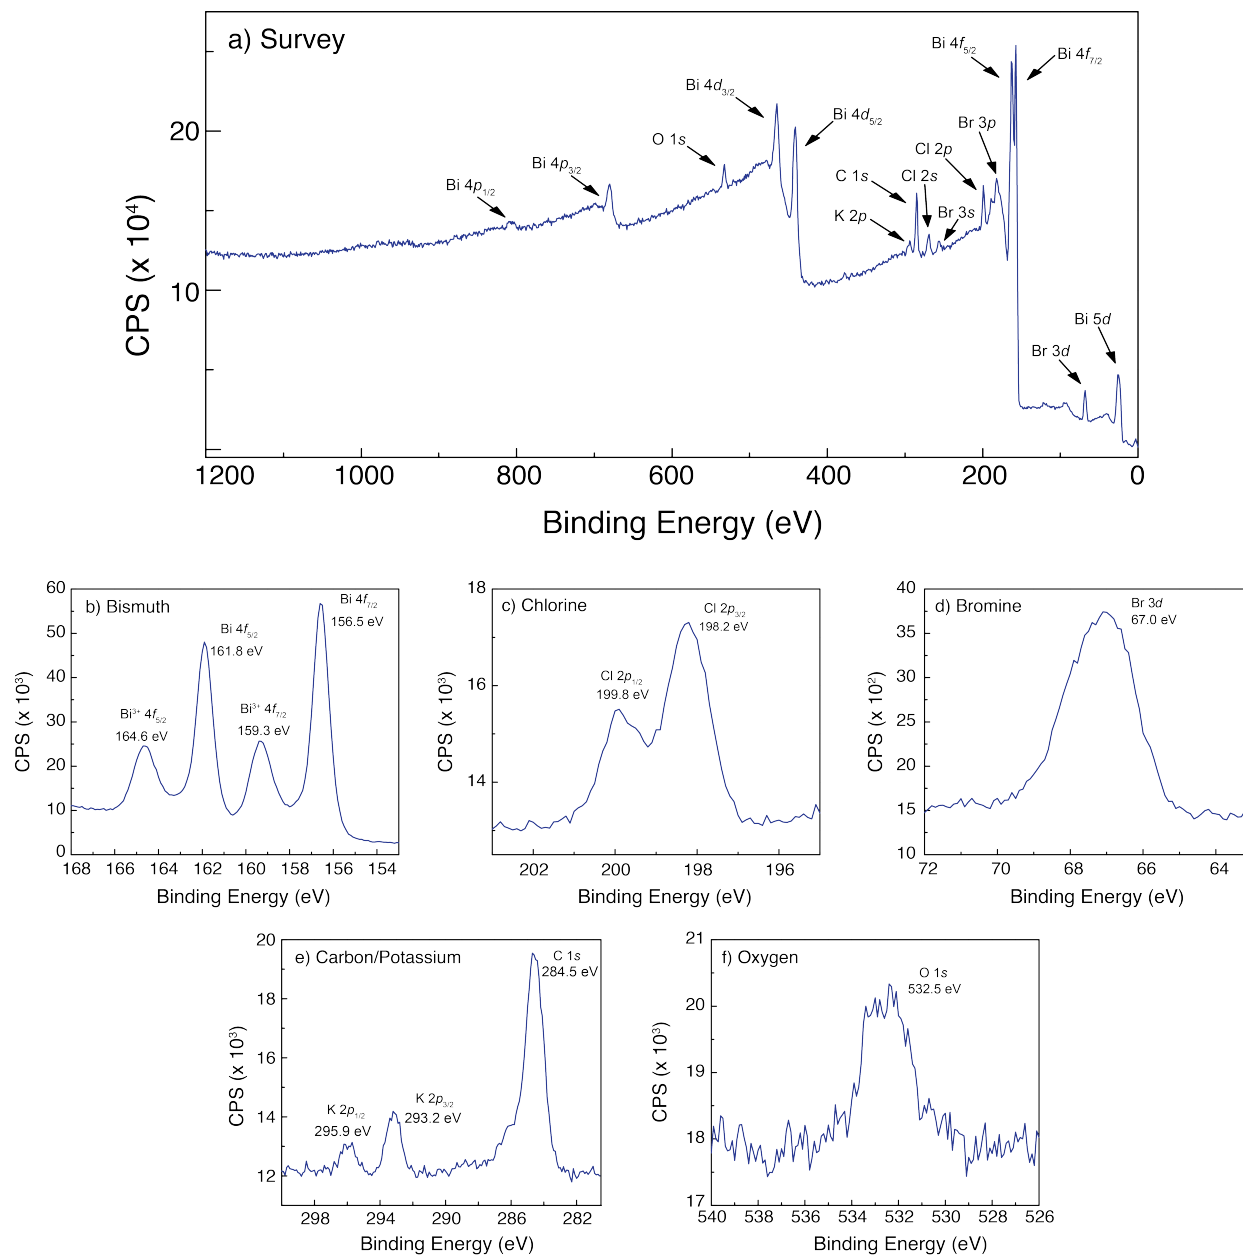 a) Survey
Bi 4f5/2
Bi 4f7/2
Bi 4d3/2
Bi 4d5/2
Br 3p
O 1s
Cl 2p
Bi 4p3/2
C 1s
Cl 2s
Bi 4p1/2
K 2p
Br 3s
Bi 5d
Br 3d
20
10
CPS (x 10⁴)
1200 1000 800 600 400 200 0
Binding Energy (eV)
b) Bismuth
Bi 4f7/2
156.5 eV
Bi 4f5/2
161.8 eV
Bi³⁺ 4f5/2
164.6 eV
Bi³⁺ 4f7/2
159.3 eV
60
50
40
30
20
10
0
CPS (x 10³)
168 166 164 162 160 158 156 154
Binding Energy (eV)
c) Chlorine
Cl 2p3/2
198.2 eV
Cl 2p1/2
199.8 eV
18
16
14
CPS (x 10³)
202 200 198 196
Binding Energy (eV)
d) Bromine
Br 3d
67.0 eV
40
35
30
25
20
15
10
CPS (x 10²)
72 70 68 66 64
Binding Energy (eV)
e) Carbon/Potassium
C 1s
284.5 eV
K 2p1/2
295.9 eV
K 2p3/2
293.2 eV
20
18
16
14
12
CPS (x 10³)
298 294 290 286 282
Binding Energy (eV)
f) Oxygen
O 1s
532.5 eV
21
20
19
18
17
CPS (x 10³)
540 538 536 534 532 530 528 526
Binding Energy (eV)